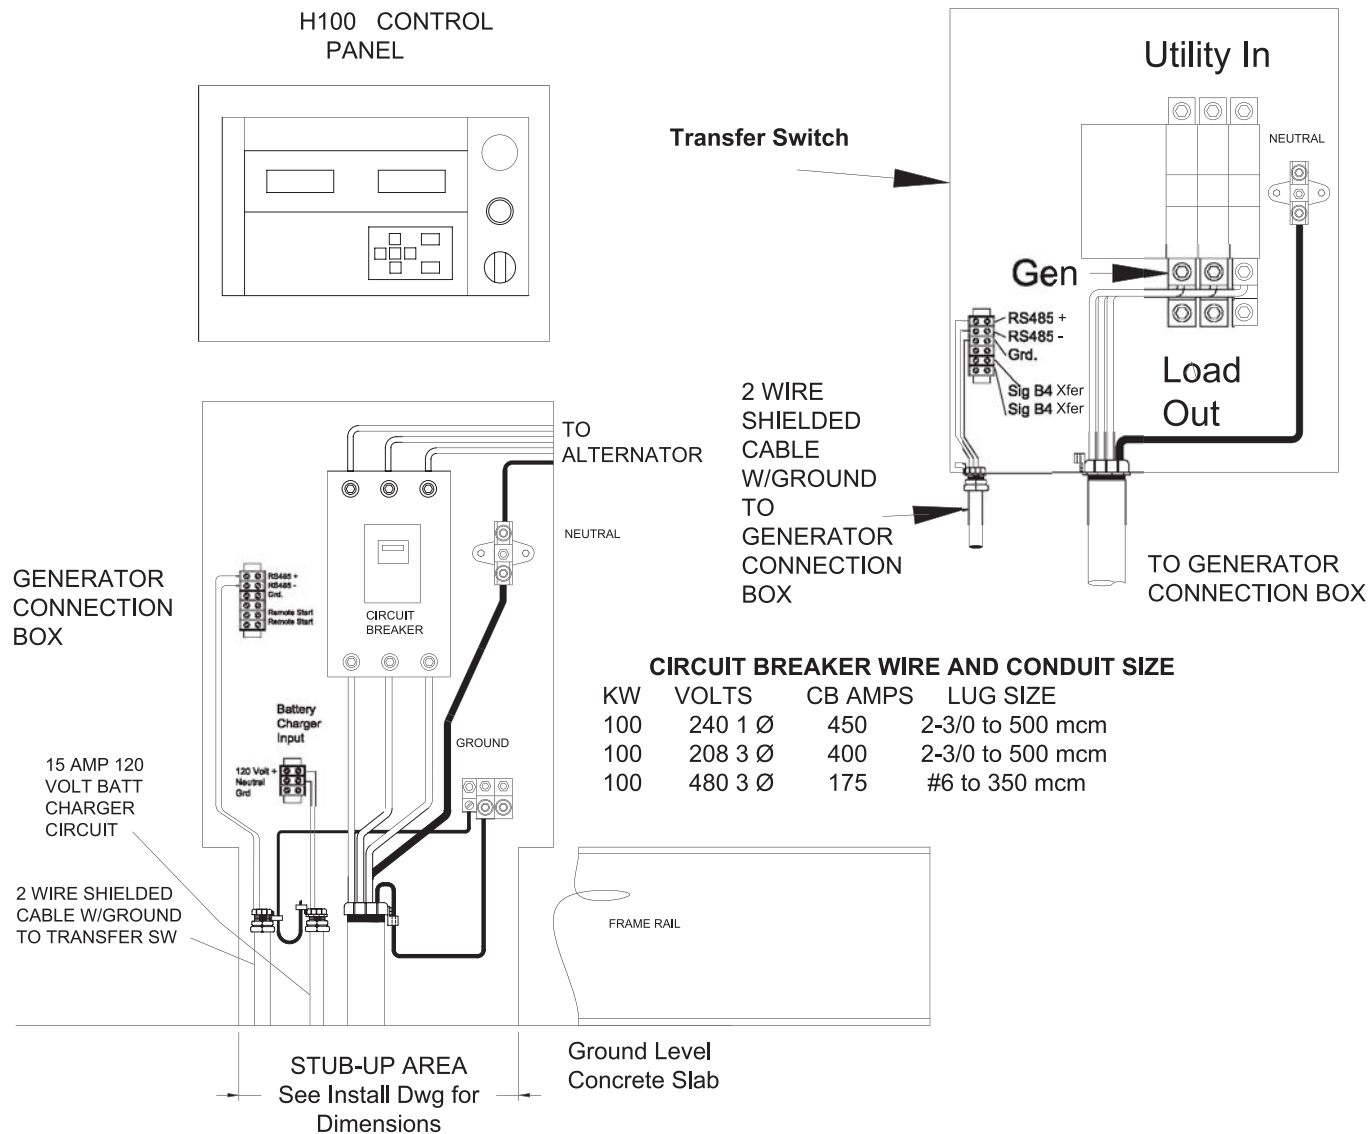 H100 CONTROL
PANEL
Utility In
Transfer Switch
NEUTRAL
Gen
RS485 +
RS485 -
Grd.
Sig B4 Xfer
Sig B4 Xfer
Load
Out
2 WIRE
SHIELDED
CABLE
W/GROUND
TO
GENERATOR
CONNECTION
BOX
TO GENERATOR
CONNECTION BOX
TO
ALTERNATOR
NEUTRAL
GENERATOR
CONNECTION
BOX
RS485 +
RS485 -
Grd.
Remote Start
Remote Start
CIRCUIT
BREAKER
Battery
Charger
Input
120 Volt +
Neutral
Grd
GROUND
15 AMP 120
VOLT BATT
CHARGER
CIRCUIT
2 WIRE SHIELDED
CABLE W/GROUND
TO TRANSFER SW
CIRCUIT BREAKER WIRE AND CONDUIT SIZE
KW VOLTS CB AMPS LUG SIZE
100 240 1 Ø 450 2-3/0 to 500 mcm
100 208 3 Ø 400 2-3/0 to 500 mcm
100 480 3 Ø 175 #6 to 350 mcm
FRAME RAIL
STUB-UP AREA
See Install Dwg for
Dimensions
Ground Level
Concrete Slab